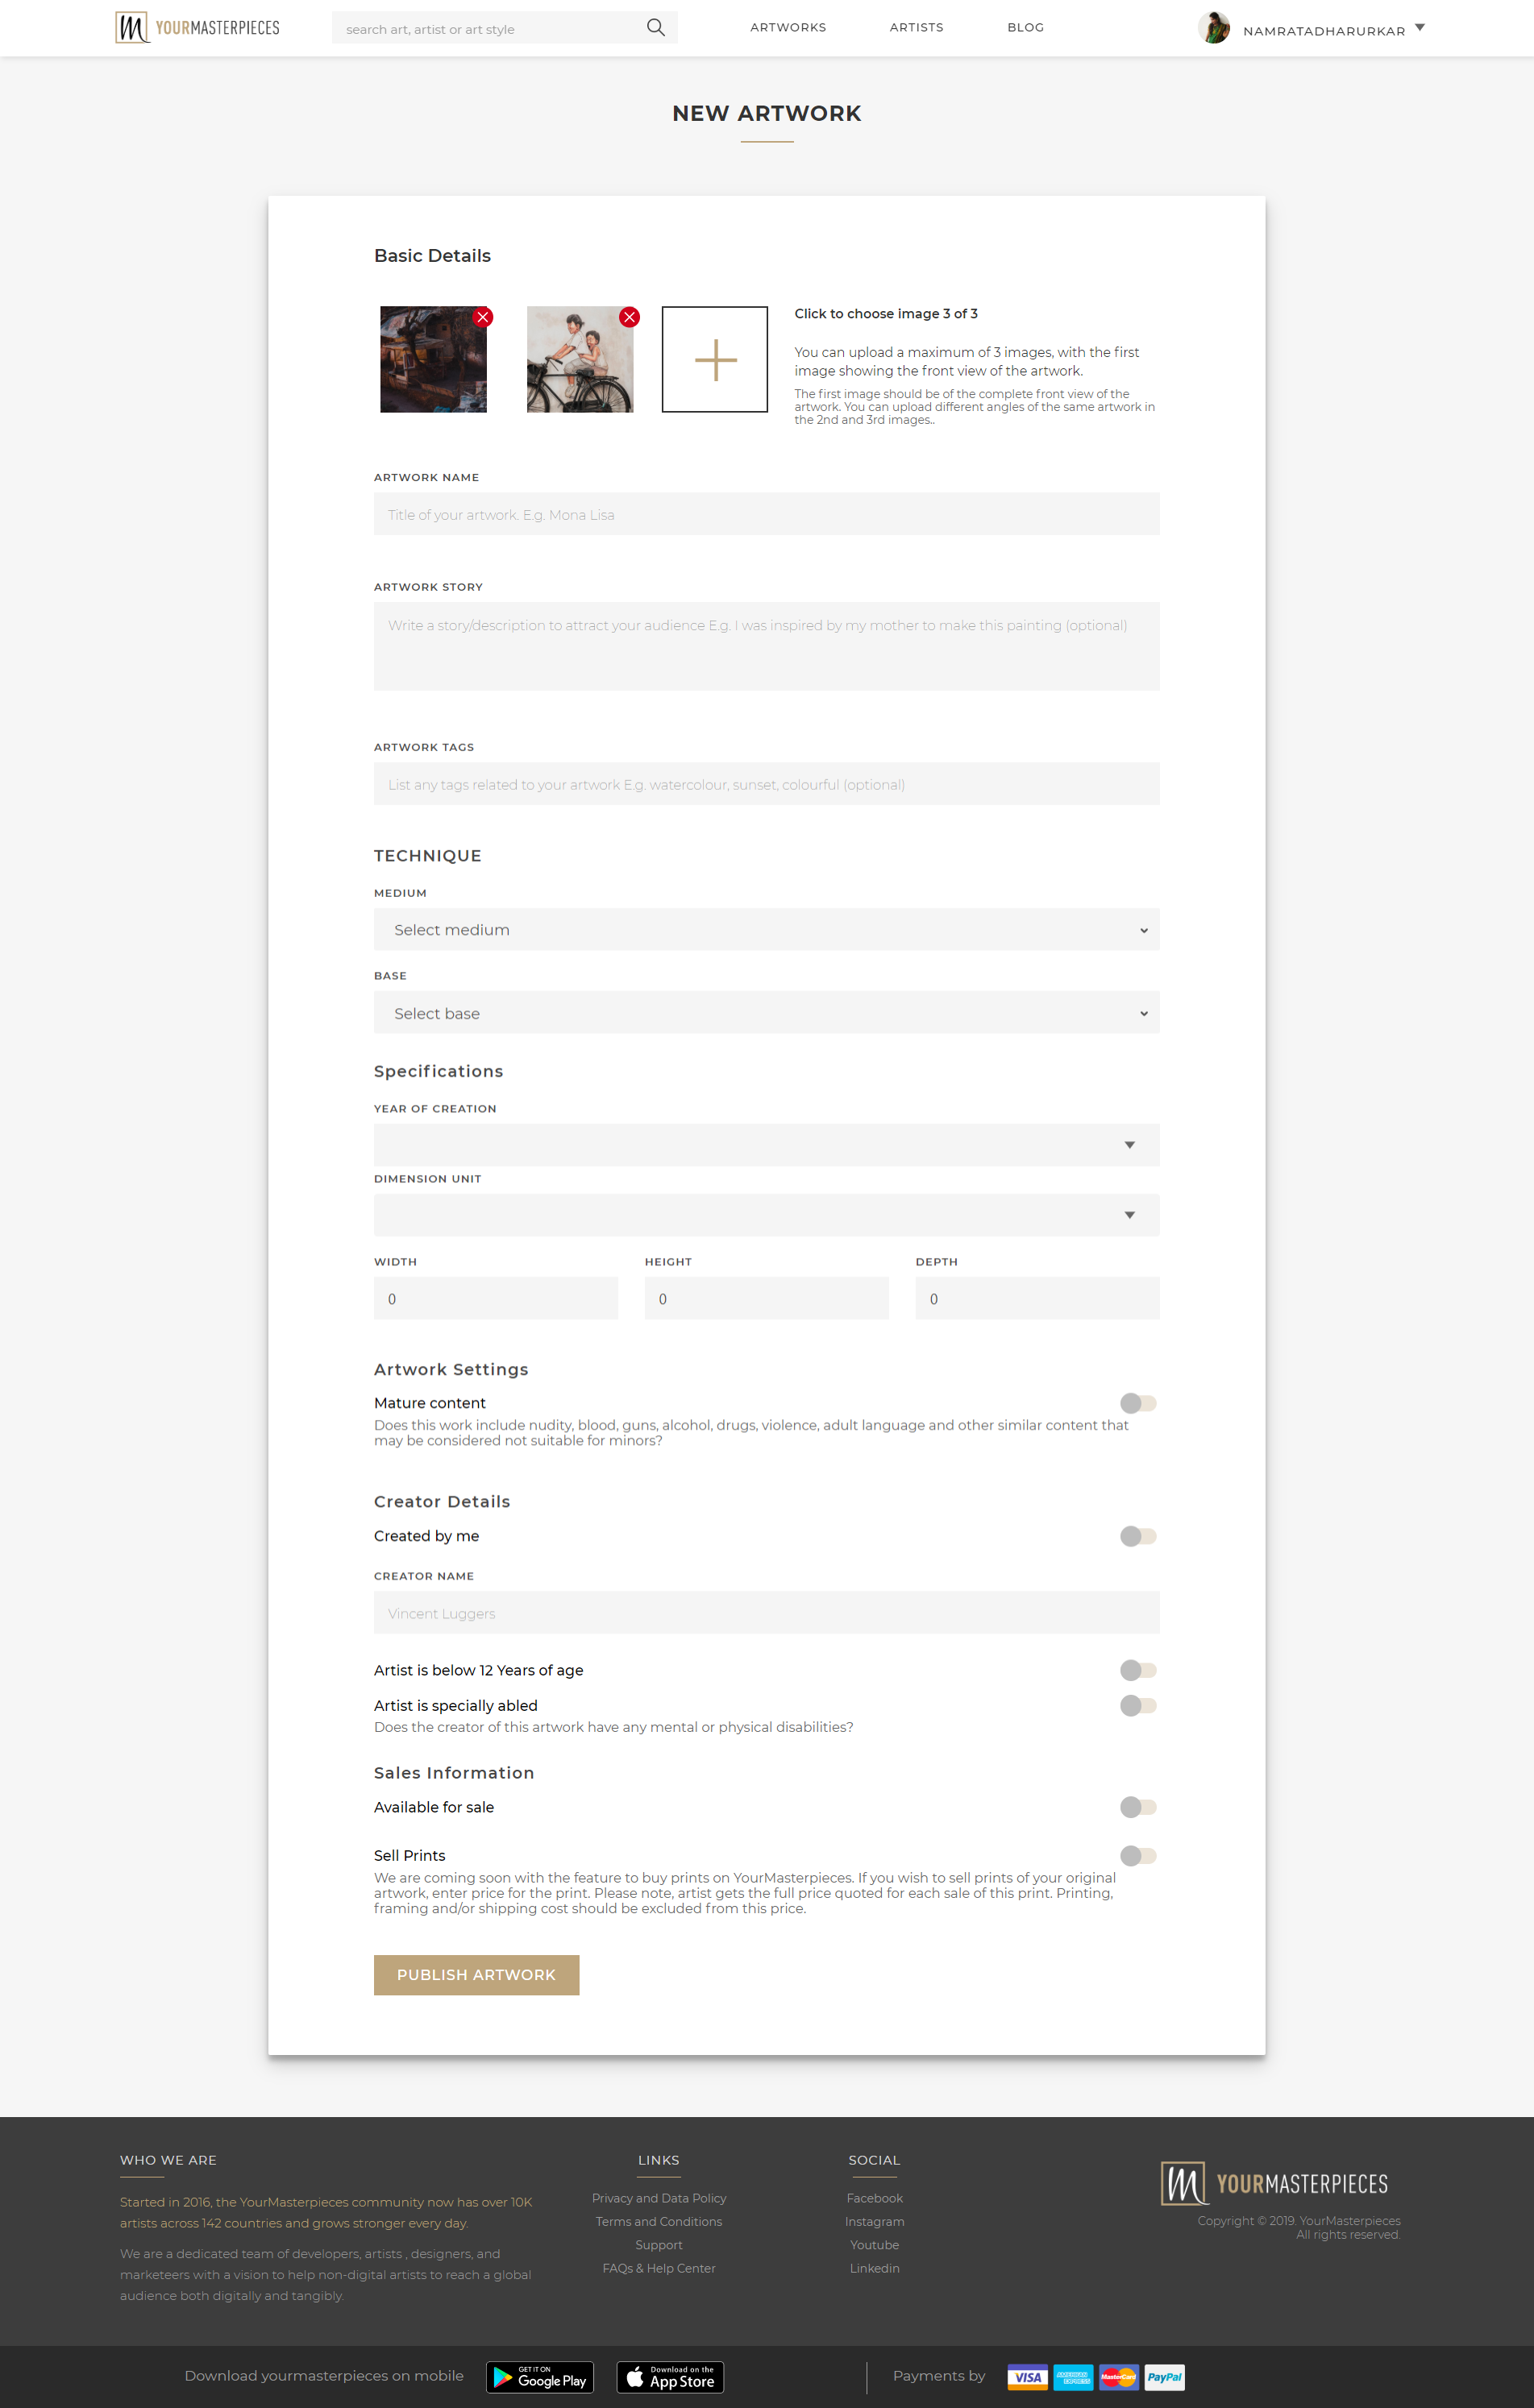 YOURMASTERPIECES
search art, artist or art style
ARTWORKS
ARTISTS
BLOG
NAMRATADHARURKAR
NEW ARTWORK
Basic Details
Click to choose image 3 of 3
You can upload a maximum of 3 images, with the first
image showing the front view of the artwork.
The first image should be of the complete front view of the
artwork. You can upload different angles of the same artwork in
the 2nd and 3rd images..
ARTWORK NAME
Title of your artwork. E.g. Mona Lisa
ARTWORK STORY
Write a story/description to attract your audience E.g. I was inspired by my mother to make this painting (optional)
ARTWORK TAGS
List any tags related to your artwork E.g. watercolour, sunset, colourful (optional)
TECHNIQUE
MEDIUM
Select medium
BASE
Select base
Specifications
YEAR OF CREATION
DIMENSION UNIT
WIDTH
HEIGHT
DEPTH
0
0
0
Artwork Settings
Mature content
Does this work include nudity, blood, guns, alcohol, drugs, violence, adult language and other similar content that
may be considered not suitable for minors?
Creator Details
Created by me
CREATOR NAME
Vincent Luggers
Artist is below 12 Years of age
Artist is specially abled
Does the creator of this artwork have any mental or physical disabilities?
Sales Information
Available for sale
Sell Prints
We are coming soon with the feature to buy prints on YourMasterpieces. If you wish to sell prints of your original
artwork, enter price for the print. Please note, artist gets the full price quoted for each sale of this print. Printing,
framing and/or shipping cost should be excluded from this price.
PUBLISH ARTWORK
WHO WE ARE
Started in 2016, the YourMasterpieces community now has over 10K
artists across 142 countries and grows stronger every day.
We are a dedicated team of developers, artists , designers, and
marketeers with a vision to help non-digital artists to reach a global
audience both digitally and tangibly.
LINKS
Privacy and Data Policy
Terms and Conditions
Support
FAQs & Help Center
SOCIAL
Facebook
Instagram
Youtube
Linkedin
YOURMASTERPIECES
Copyright © 2019. YourMasterpieces
All rights reserved.
Download yourmasterpieces on mobile
GET IT ON
Google Play
Download on the
App Store
Payments by
VISA
AMERICAN
EXPRESS
MasterCard
PayPal